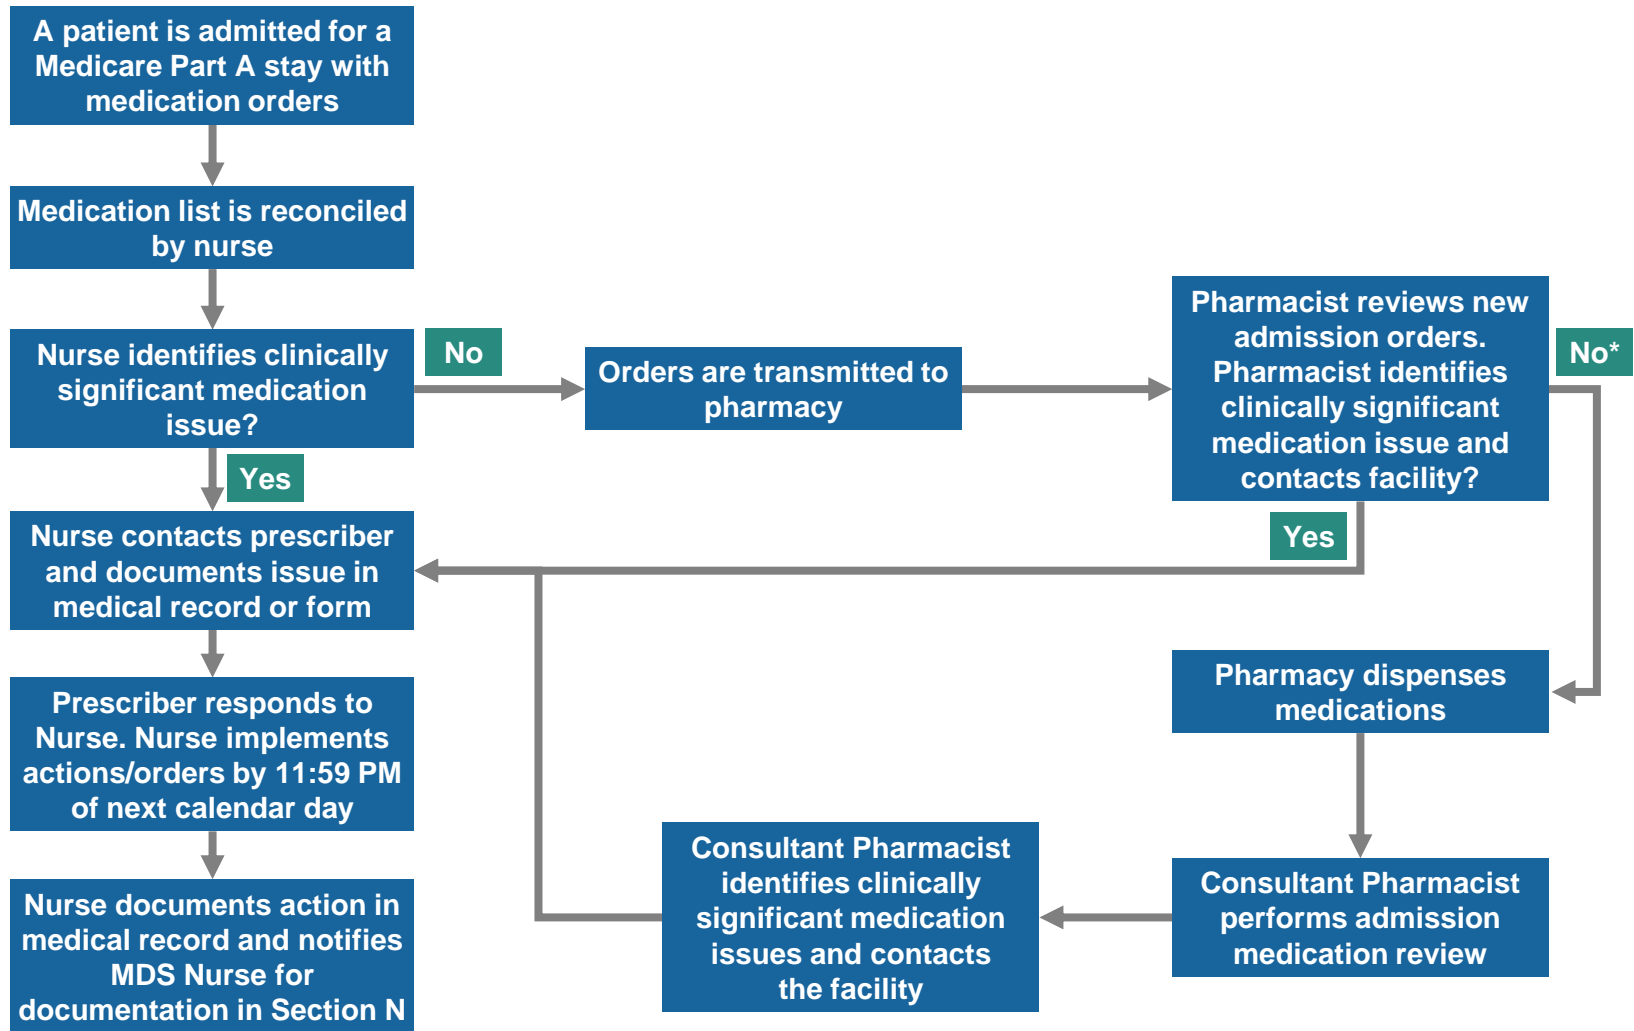 A patient is admitted for a
Medicare Part A stay with
medication orders
Medication list is reconciled
by nurse
Nurse identifies clinically
significant medication
issue?
No
Orders are transmitted to
pharmacy
Pharmacist reviews new
admission orders.
Pharmacist identifies
clinically significant
medication issue and
contacts facility?
No*
Yes
Yes
Nurse contacts prescriber
and documents issue in
medical record or form
Prescriber responds to
Nurse. Nurse implements
actions/orders by 11:59 PM
of next calendar day
Nurse documents action in
medical record and notifies
MDS Nurse for
documentation in Section N
Pharmacy dispenses
medications
Consultant Pharmacist
performs admission
medication review
Consultant Pharmacist
identifies clinically
significant medication
issues and contacts
the facility